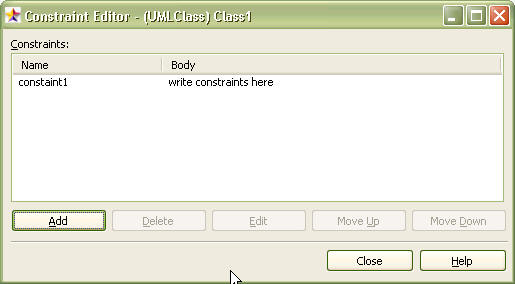 Constraint Editor - (UMLClass) Class1
Constraints:
Name Body
constaint1 write constraints here
Add Delete Edit Move Up Move Down
Close Help